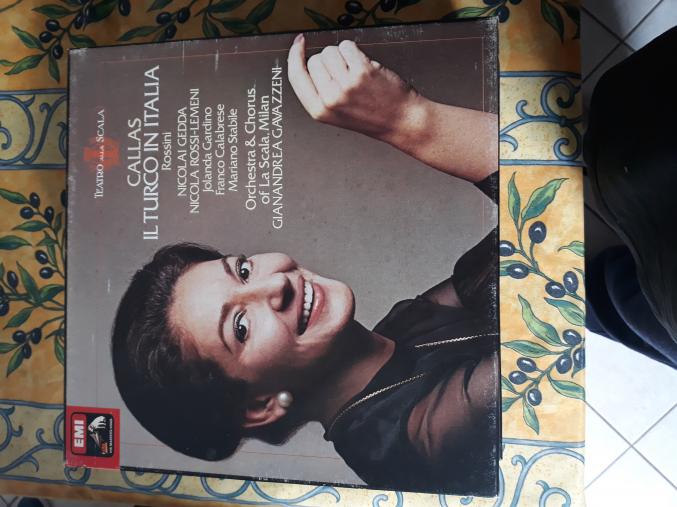 TEATRO ALLA SCALA
CALLAS
IL TURCO IN ITALIA
Rossini
NICOLAI GEDDA
NICOLA ROSSI-LEMENI
Jolanda Gardino
Franco Calabrese
Mariano Stabile
Orchestra & Chorus
of La Scala, Milan
GIANANDREA GAVAZZENI
EMI